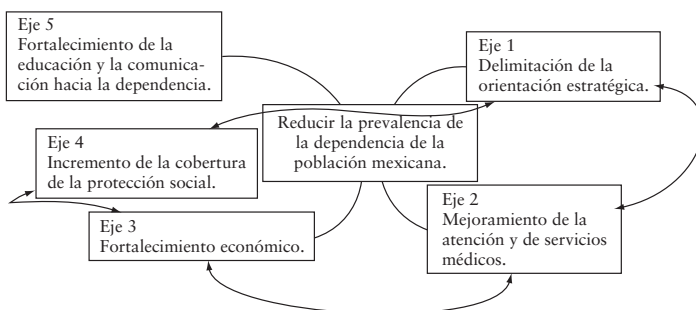 Eje 5
Fortalecimiento de la
educación y la comunica-
ción hacia la dependencia.
Eje 1
Delimitación de la
orientación estratégica.
Reducir la prevalencia de
la dependencia de la
población mexicana.
Eje 4
Incremento de la cobertura
de la protección social.
Eje 3
Fortalecimiento económico.
Eje 2
Mejoramiento de la
atención y de servicios
médicos.